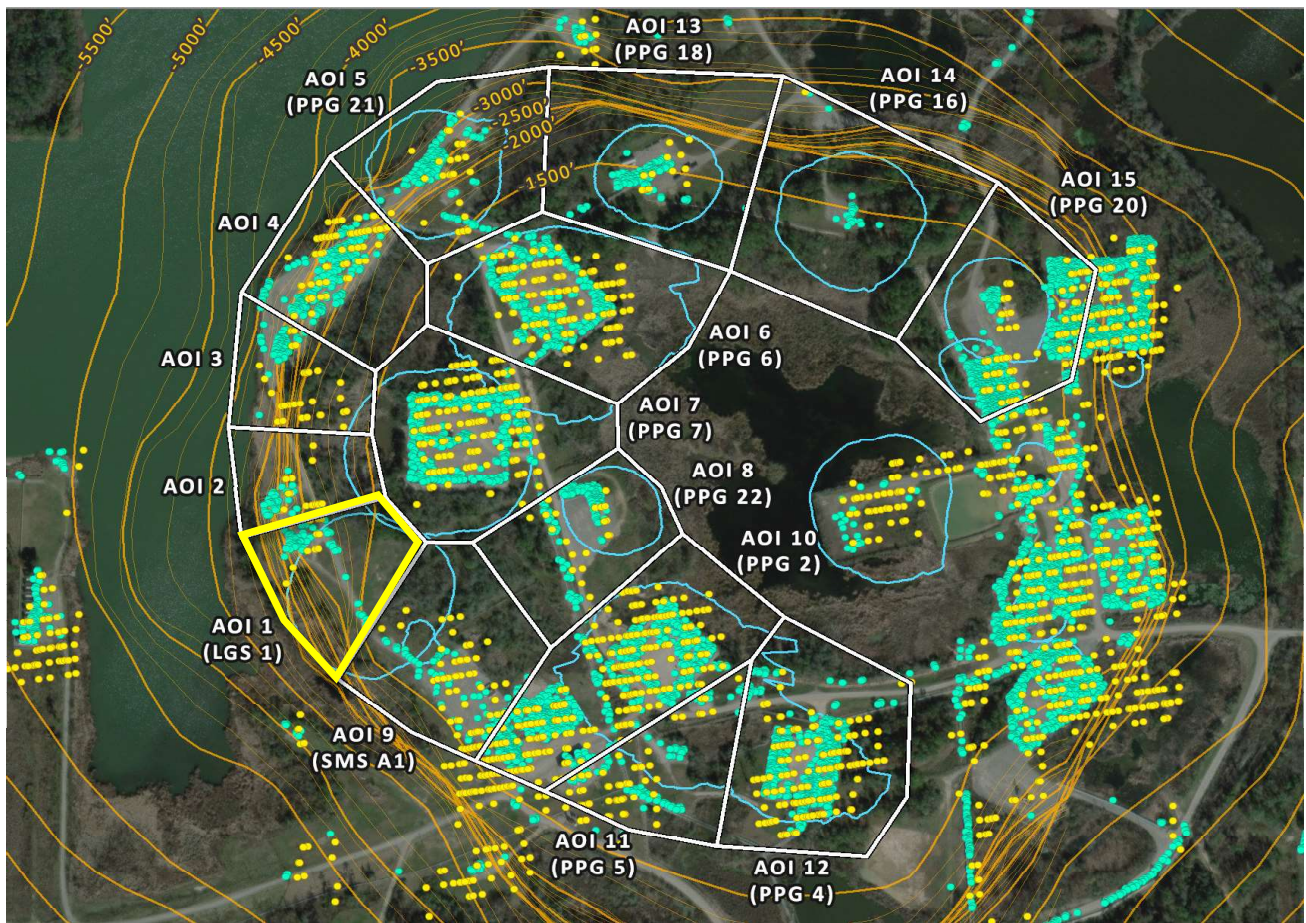 -5500'
-5000'
-4500'
-4000'
-3500'
-3000'
-2500'
-2000'
-1500'
AOI 13
(PPG 18)
AOI 5
(PPG 21)
AOI 14
(PPG 16)
AOI 15
(PPG 20)
AOI 4
AOI 3
AOI 6
(PPG 6)
AOI 7
(PPG 7)
AOI 8
(PPG 22)
AOI 2
AOI 10
(PPG 2)
AOI 1
(LGS 1)
AOI 9
(SMS A1)
AOI 11
(PPG 5)
AOI 12
(PPG 4)